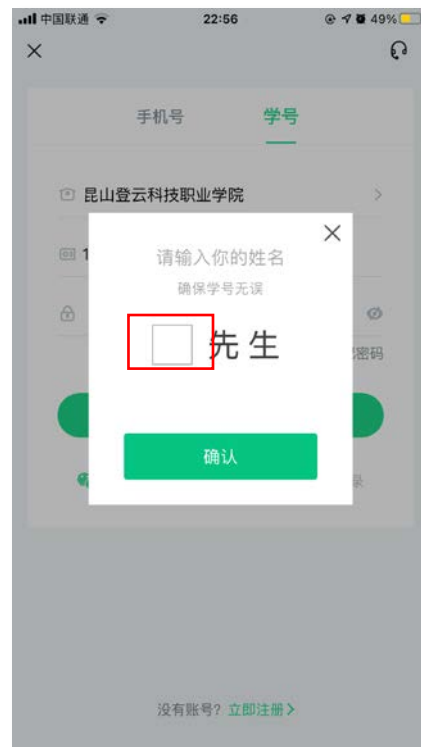 中国联通 22:56 49%
手机号 学号
昆山登云科技职业学院
1
请输入你的姓名
确保学号无误
先生
密码
确认
录
没有账号？立即注册